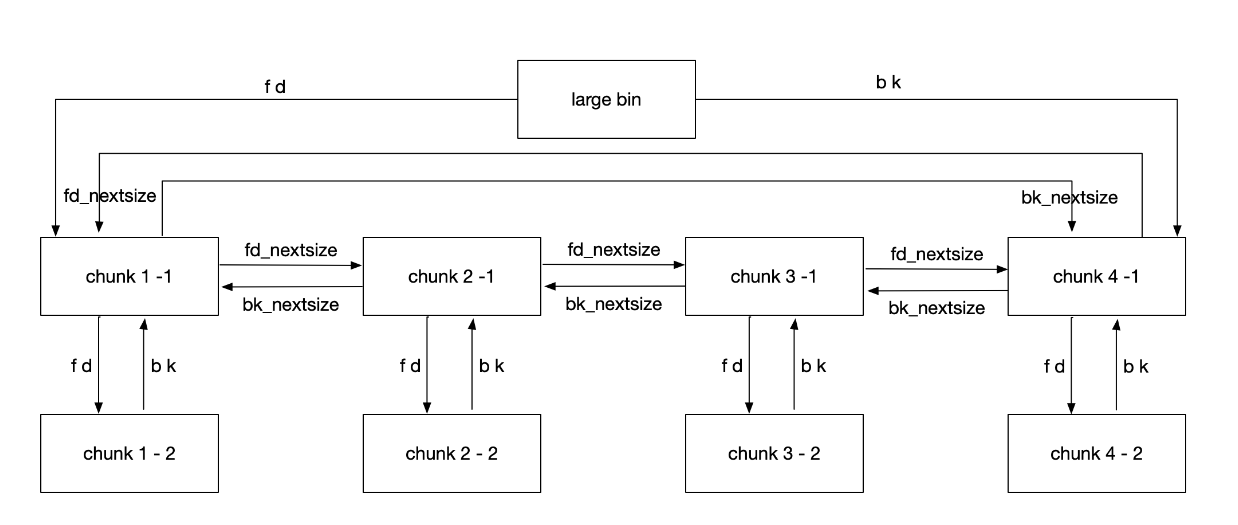 f d
b k
large bin
fd_nextsize
bk_nextsize
fd_nextsize
fd_nextsize
fd_nextsize
chunk 1 -1
chunk 2 -1
chunk 3 -1
chunk 4 -1
bk_nextsize
bk_nextsize
bk_nextsize
f d
b k
f d
b k
f d
b k
f d
b k
chunk 1 - 2
chunk 2 - 2
chunk 3 - 2
chunk 4 - 2